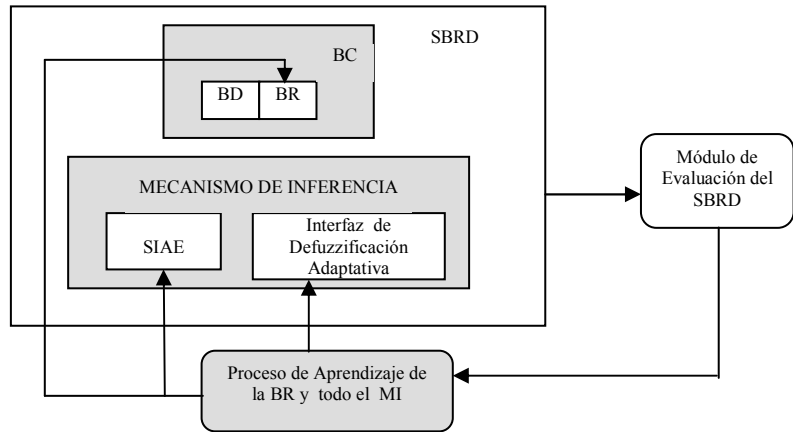 SBRD
BC
BD BR
MECANISMO DE INFERENCIA
SIAE
Interfaz de
Defuzzificación
Adaptativa
Módulo de
Evaluación del
SBRD
Proceso de Aprendizaje de
la BR y todo el MI